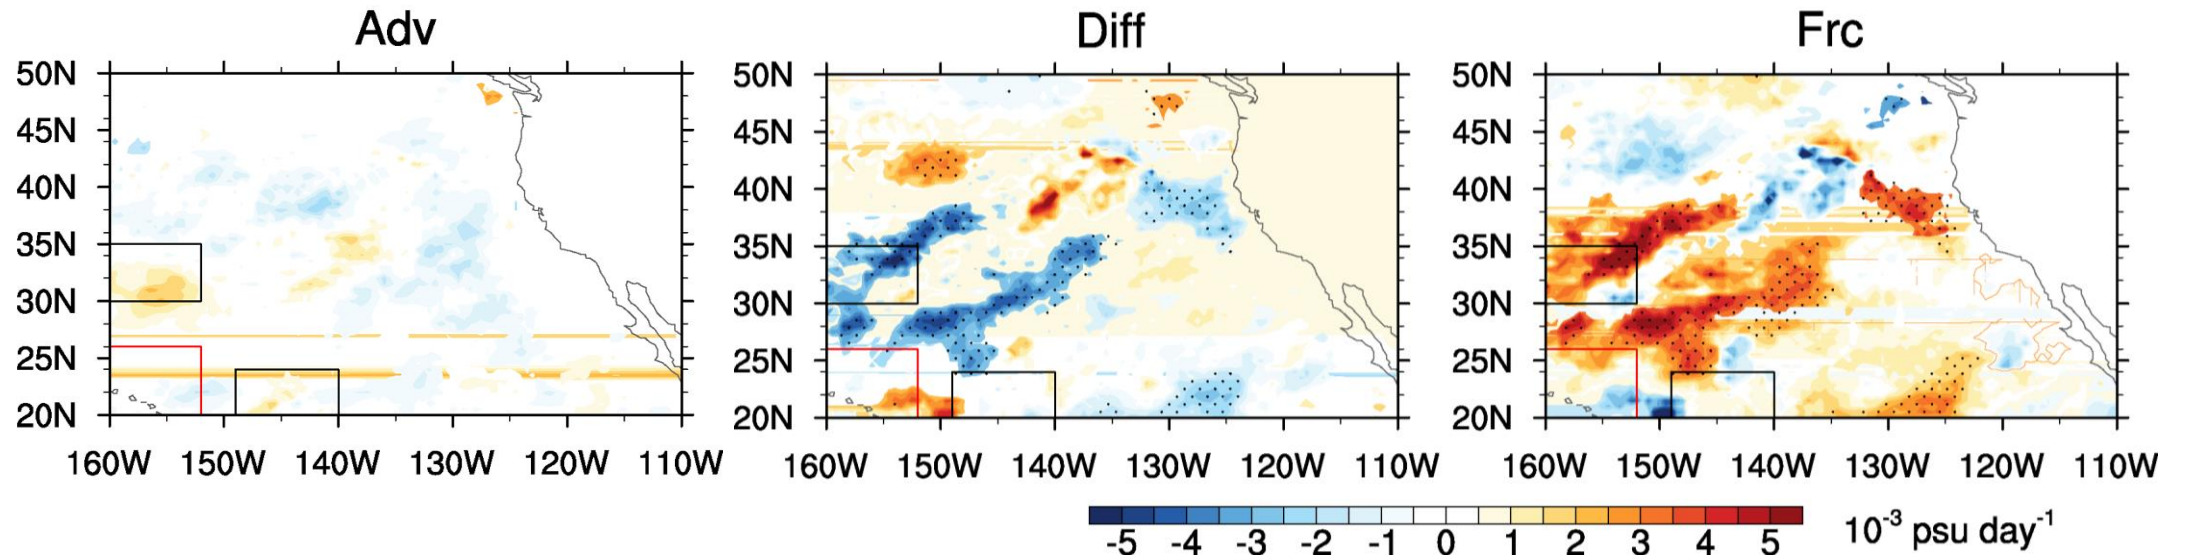 Adv
Diff
Frc
50N
45N
40N
35N
30N
25N
20N
160W 150W 140W 130W 120W 110W
50N
45N
40N
35N
30N
25N
20N
160W 150W 140W 130W 120W 110W
50N
45N
40N
35N
30N
25N
20N
160W 150W 140W 130W 120W 110W
-5 -4 -3 -2 -1 0 1 2 3 4 5
10⁻³ psu day⁻¹